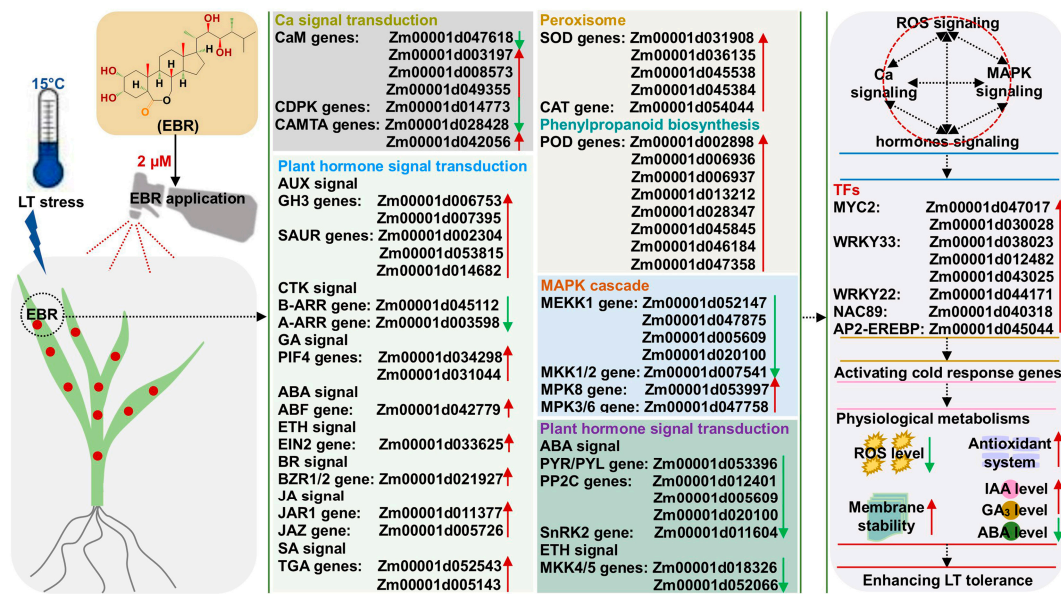 OH
OH
HO
HO
H
H
H
H
O
O
(EBR)
15°C
LT stress
2 μM
EBR application
EBR
Ca signal transduction
CaM genes: Zm00001d047618
Zm00001d003197
Zm00001d008573
Zm00001d049355
CDPK genes: Zm00001d014773
CAMTA genes: Zm00001d028428
Zm00001d042056
Plant hormone signal transduction
AUX signal
GH3 genes: Zm00001d006753
Zm00001d007395
SAUR genes: Zm00001d002304
Zm00001d053815
Zm00001d014682
CTK signal
B-ARR gene: Zm00001d045112
A-ARR gene: Zm00001d003598
GA signal
PIF4 genes: Zm00001d034298
Zm00001d031044
ABA signal
ABF gene: Zm00001d042779
ETH signal
EIN2 gene: Zm00001d033625
BR signal
BZR1/2 gene: Zm00001d021927
JA signal
JAR1 gene: Zm00001d011377
JAZ gene: Zm00001d005726
SA signal
TGA genes: Zm00001d052543
Zm00001d005143
Peroxisome
SOD genes: Zm00001d031908
Zm00001d036135
Zm00001d045538
Zm00001d045384
CAT gene: Zm00001d054044
Phenylpropanoid biosynthesis
POD genes: Zm00001d002898
Zm00001d006936
Zm00001d006937
Zm00001d013212
Zm00001d028347
Zm00001d045845
Zm00001d046184
Zm00001d047358
MAPK cascade
MEKK1 gene: Zm00001d052147
Zm00001d047875
Zm00001d005609
Zm00001d020100
MKK1/2 gene: Zm00001d007541
MPK8 gene: Zm00001d053997
MPK3/6 gene: Zm00001d047758
Plant hormone signal transduction
ABA signal
PYR/PYL gene: Zm00001d053396
PP2C genes: Zm00001d012401
Zm00001d005609
Zm00001d020100
SnRK2 gene: Zm00001d011604
ETH signal
MKK4/5 genes: Zm00001d018326
Zm00001d052066
ROS signaling
Ca signaling
MAPK signaling
hormones signaling
TFs
MYC2: Zm00001d047017
Zm00001d030028
WRKY33: Zm00001d038023
Zm00001d012482
Zm00001d043025
WRKY22: Zm00001d044171
NAC89: Zm00001d040318
AP2-EREBP: Zm00001d045044
Activating cold response genes
Physiological metabolisms
ROS level
Antioxidant system
Membrane stability
IAA level
GA3 level
ABA level
Enhancing LT tolerance